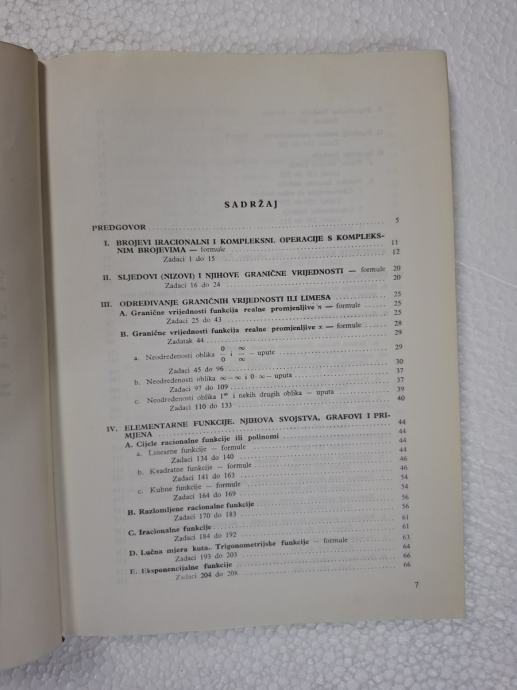 SADRŽAJ
PREDGOVOR 5
I. BROJEVI IRACIONALNI I KOMPLEKSNI. OPERACIJE S KOMPLEKS-
NIM BROJEVIMA — formule 11
Zadaci 1 do 15 12
II. SLJEDOVI (NIZOVI) I NJIHOVE GRANIČNE VRIJEDNOSTI — formule 20
Zadaci 16 do 24 20
III. ODREĐIVANJE GRANIČNIH VRIJEDNOSTI ILI LIMESA 25
A. Granične vrijednosti funkcija realne promjenljive n — formule 25
Zadaci 25 do 43 25
B. Granične vrijednosti funkcija realne promjenljive x — formule 28
Zadatak 44 29
a. Neodređenosti oblika 0/0 i ∞/∞ — upute 29
Zadaci 45 do 96 30
b. Neodređenosti oblika ∞ — ∞ i 0 · ∞ — uputa 37
Zadaci 97 do 109 37
c. Neodređenosti oblika 1^∞ i nekih drugih oblika — uputa 39
Zadaci 110 do 133 40
IV. ELEMENTARNE FUNKCIJE, NJIHOVA SVOJSTVA, GRAFOVI I PRI-
MJENA 44
A. Cijele racionalne funkcije ili polinomi 44
a. Linearne funkcije — formule 44
Zadaci 134 do 140 44
b. Kvadratne funkcije — formule 46
Zadaci 141 do 163 46
c. Kubne funkcije — formule 54
Zadaci 164 do 169 54
B. Razlomljene racionalne funkcije 56
Zadaci 170 do 183 56
C. Iracionalne funkcije 61
Zadaci 184 do 192 61
D. Lučna mjera kuta. Trigonometrijske funkcije — formule 63
Zadaci 193 do 203 64
E. Eksponencijalne funkcije 66
Zadaci 204 do 208 66
7